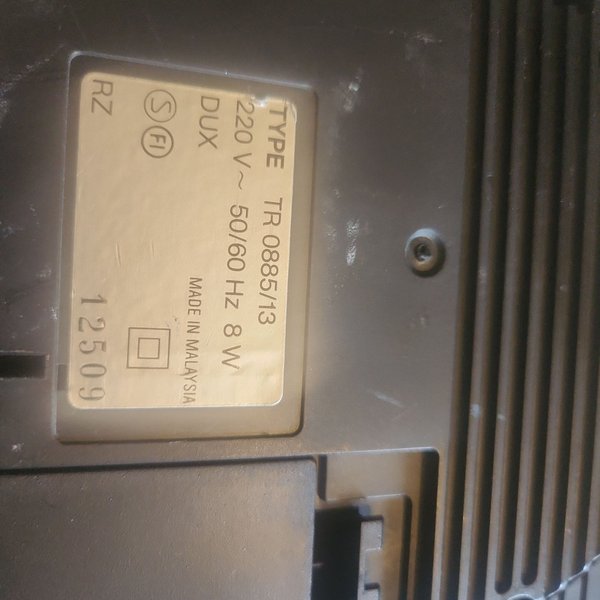 TYPE TR 0885/13
220 V ~ 50/60 Hz 8 W
DUX
MADE IN MALAYSIA
S FI
RZ 12509